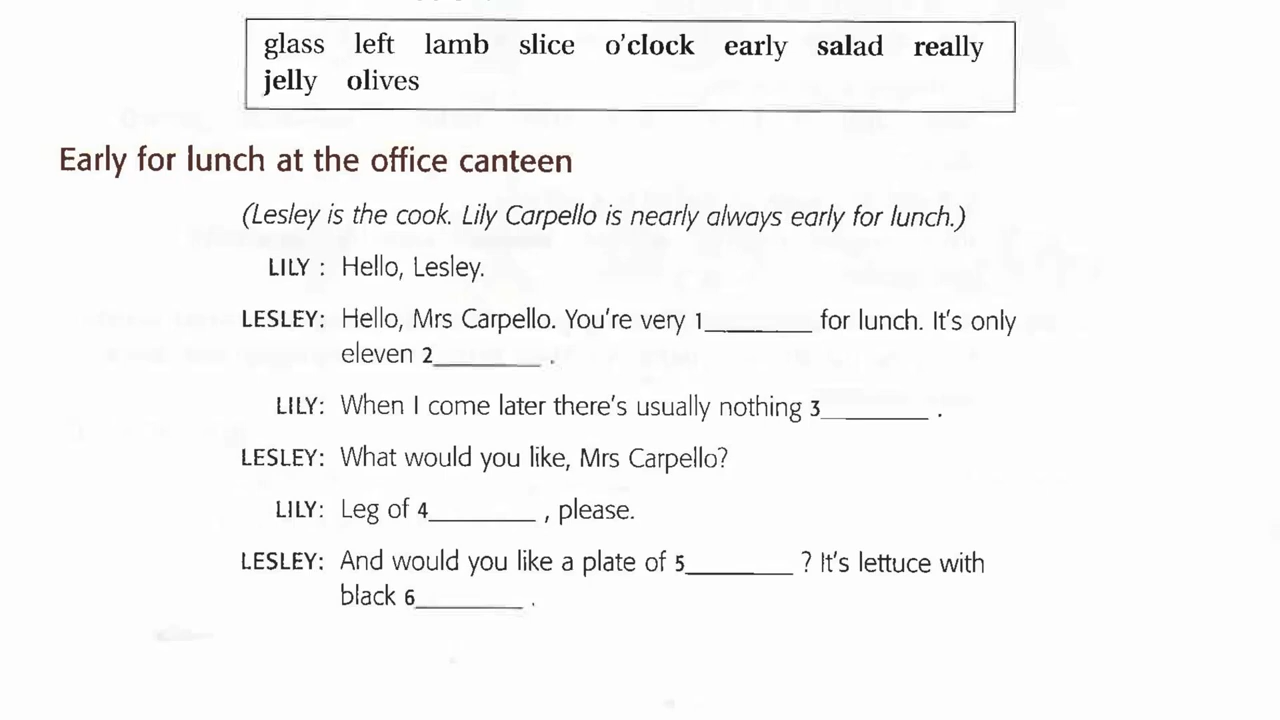 glass left lamb slice o'clock early salad really
jelly olives
Early for lunch at the office canteen
(Lesley is the cook. Lily Carpello is nearly always early for lunch.)
LILY : Hello, Lesley.
LESLEY: Hello, Mrs Carpello. You're very 1________ for lunch. It's only
eleven 2________ .
LILY: When I come later there's usually nothing 3________ .
LESLEY: What would you like, Mrs Carpello?
LILY: Leg of 4________ , please.
LESLEY: And would you like a plate of 5________ ? It's lettuce with
black 6________ .